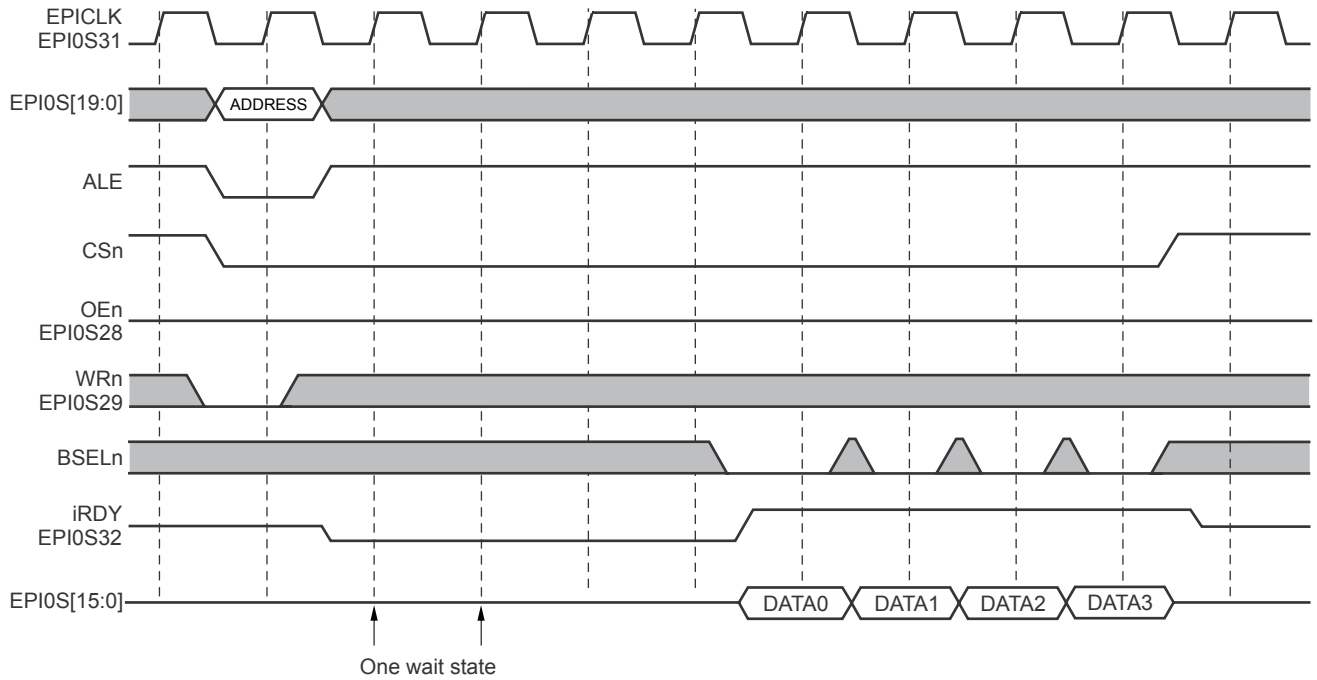 EPICLK
EPI0S31
EPI0S[19:0]
ADDRESS
ALE
CSn
OEn
EPI0S28
WRn
EPI0S29
BSELn
iRDY
EPI0S32
EPI0S[15:0]
DATA0 DATA1 DATA2 DATA3
One wait state